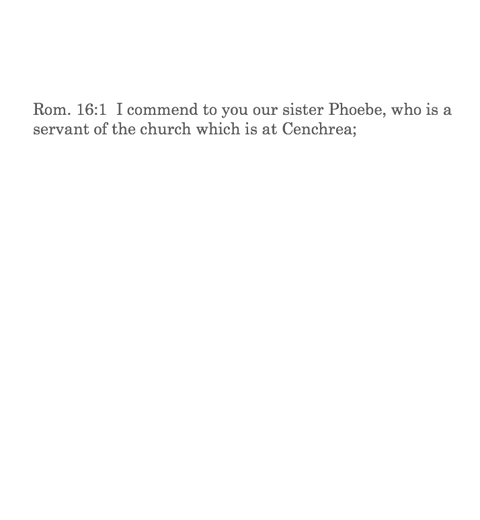 Rom. 16:1  I commend to you our sister Phoebe, who is a
servant of the church which is at Cenchrea;